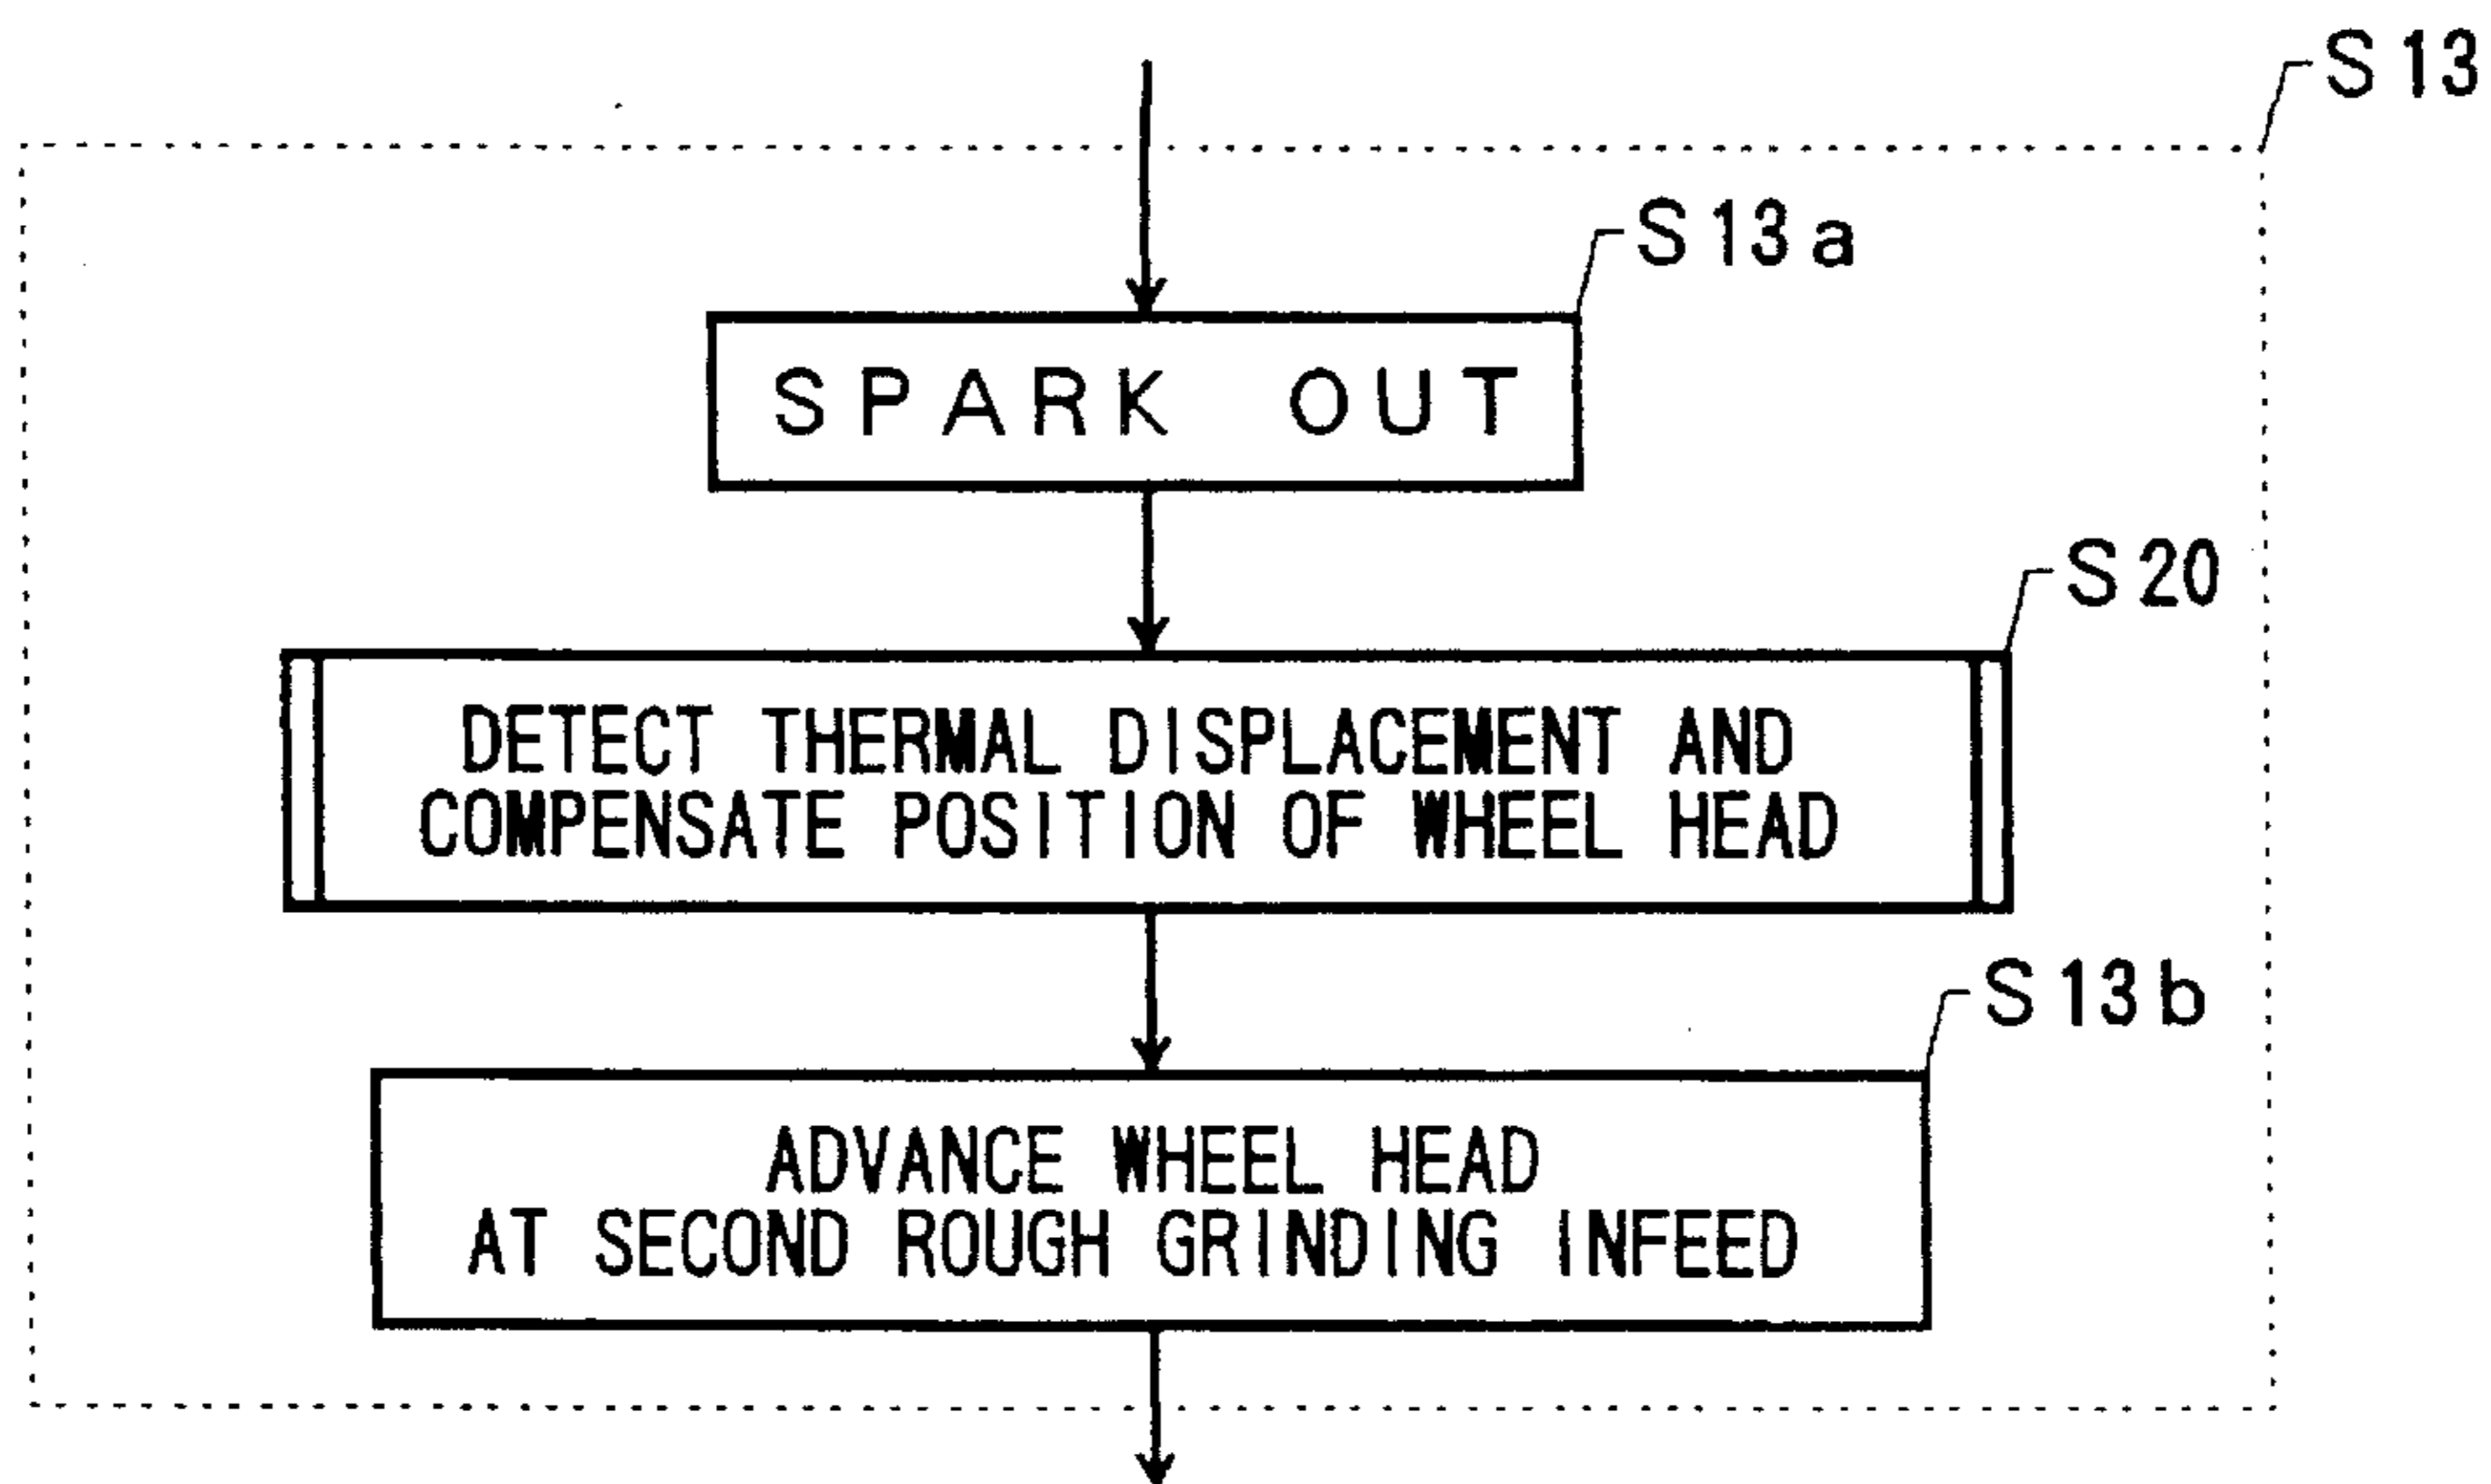 S13
S13a
SPARK OUT
S20
DETECT THERMAL DISPLACEMENT AND
COMPENSATE POSITION OF WHEEL HEAD
S13b
ADVANCE WHEEL HEAD
AT SECOND ROUGH GRINDING INFEED